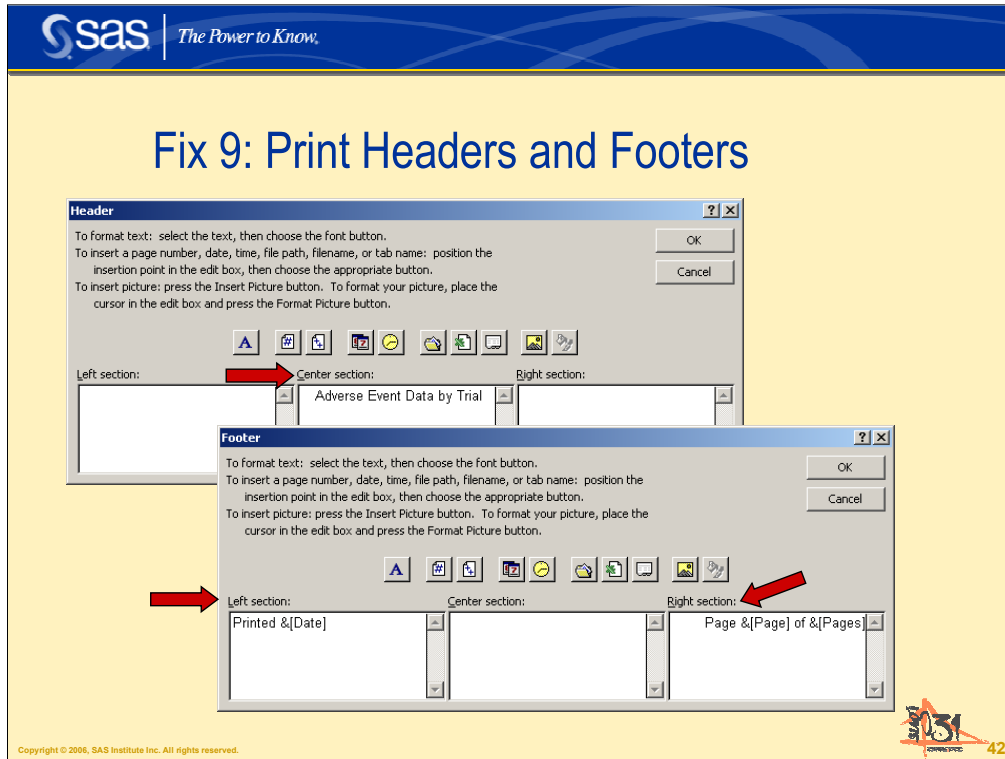 sas
The Power to Know.
Fix 9: Print Headers and Footers
Header
To format text: select the text, then choose the font button.
To insert a page number, date, time, file path, filename, or tab name: position the
insertion point in the edit box, then choose the appropriate button.
To insert picture: press the Insert Picture button. To format your picture, place the
cursor in the edit box and press the Format Picture button.
OK
Cancel
A
Left section:
Center section:
Right section:
Adverse Event Data by Trial
Footer
To format text: select the text, then choose the font button.
To insert a page number, date, time, file path, filename, or tab name: position the
insertion point in the edit box, then choose the appropriate button.
To insert picture: press the Insert Picture button. To format your picture, place the
cursor in the edit box and press the Format Picture button.
OK
Cancel
A
Left section:
Center section:
Right section:
Printed &[Date]
Page &[Page] of &[Pages]
Copyright © 2006, SAS Institute Inc. All rights reserved.
31
42